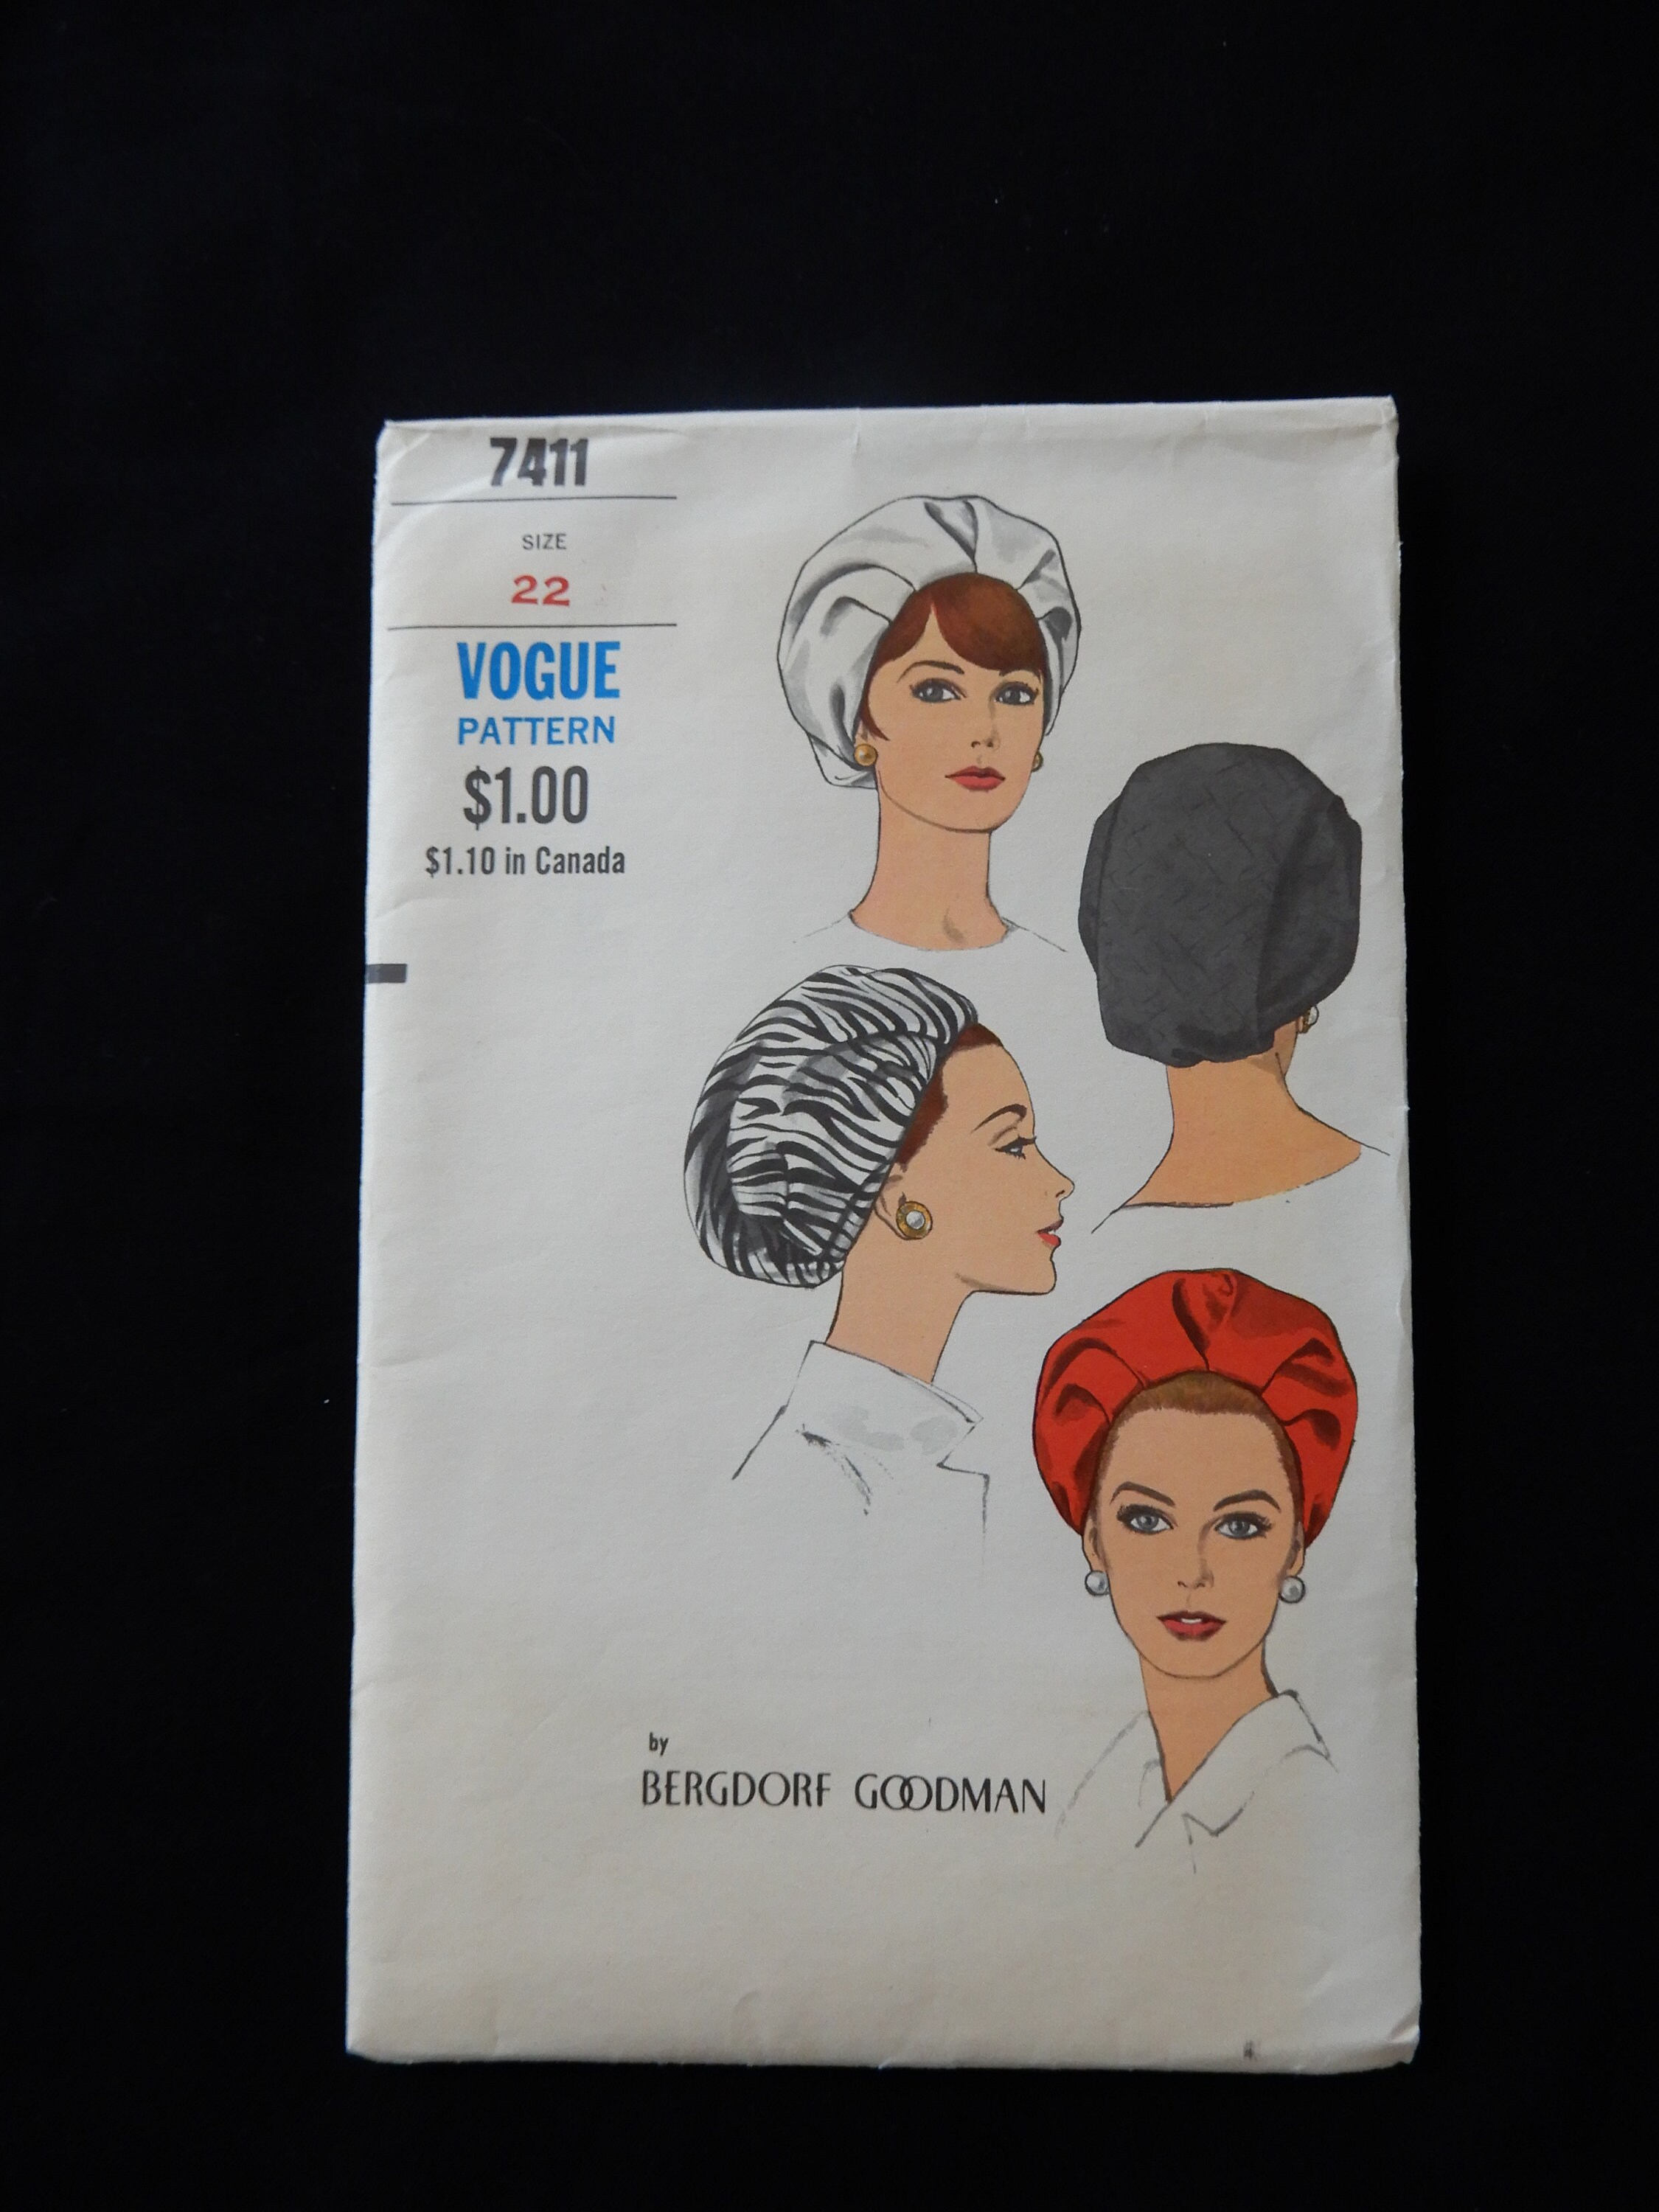 7411
SIZE
22
VOGUE
PATTERN
$1.00
$1.10 in Canada
by
BERGDORF GOODMAN